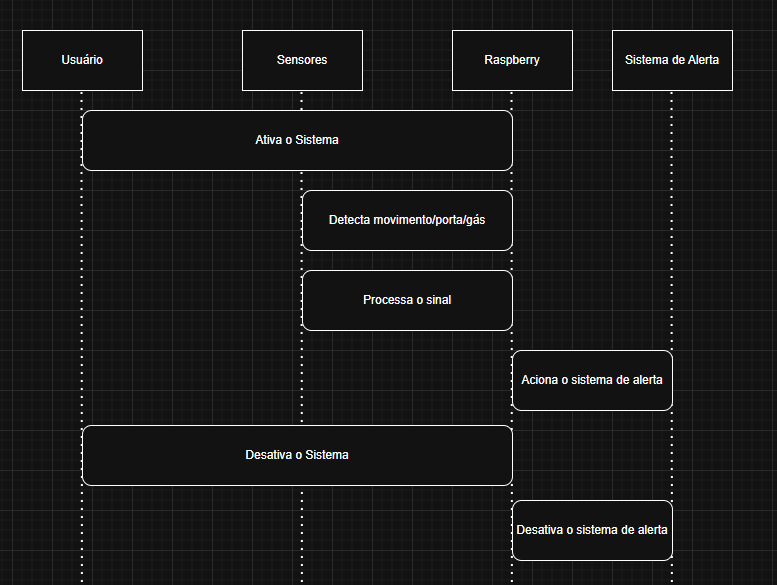 Usuário
Sensores
Raspberry
Sistema de Alerta
Ativa o Sistema
Detecta movimento/porta/gás
Processa o sinal
Aciona o sistema de alerta
Desativa o Sistema
Desativa o sistema de alerta